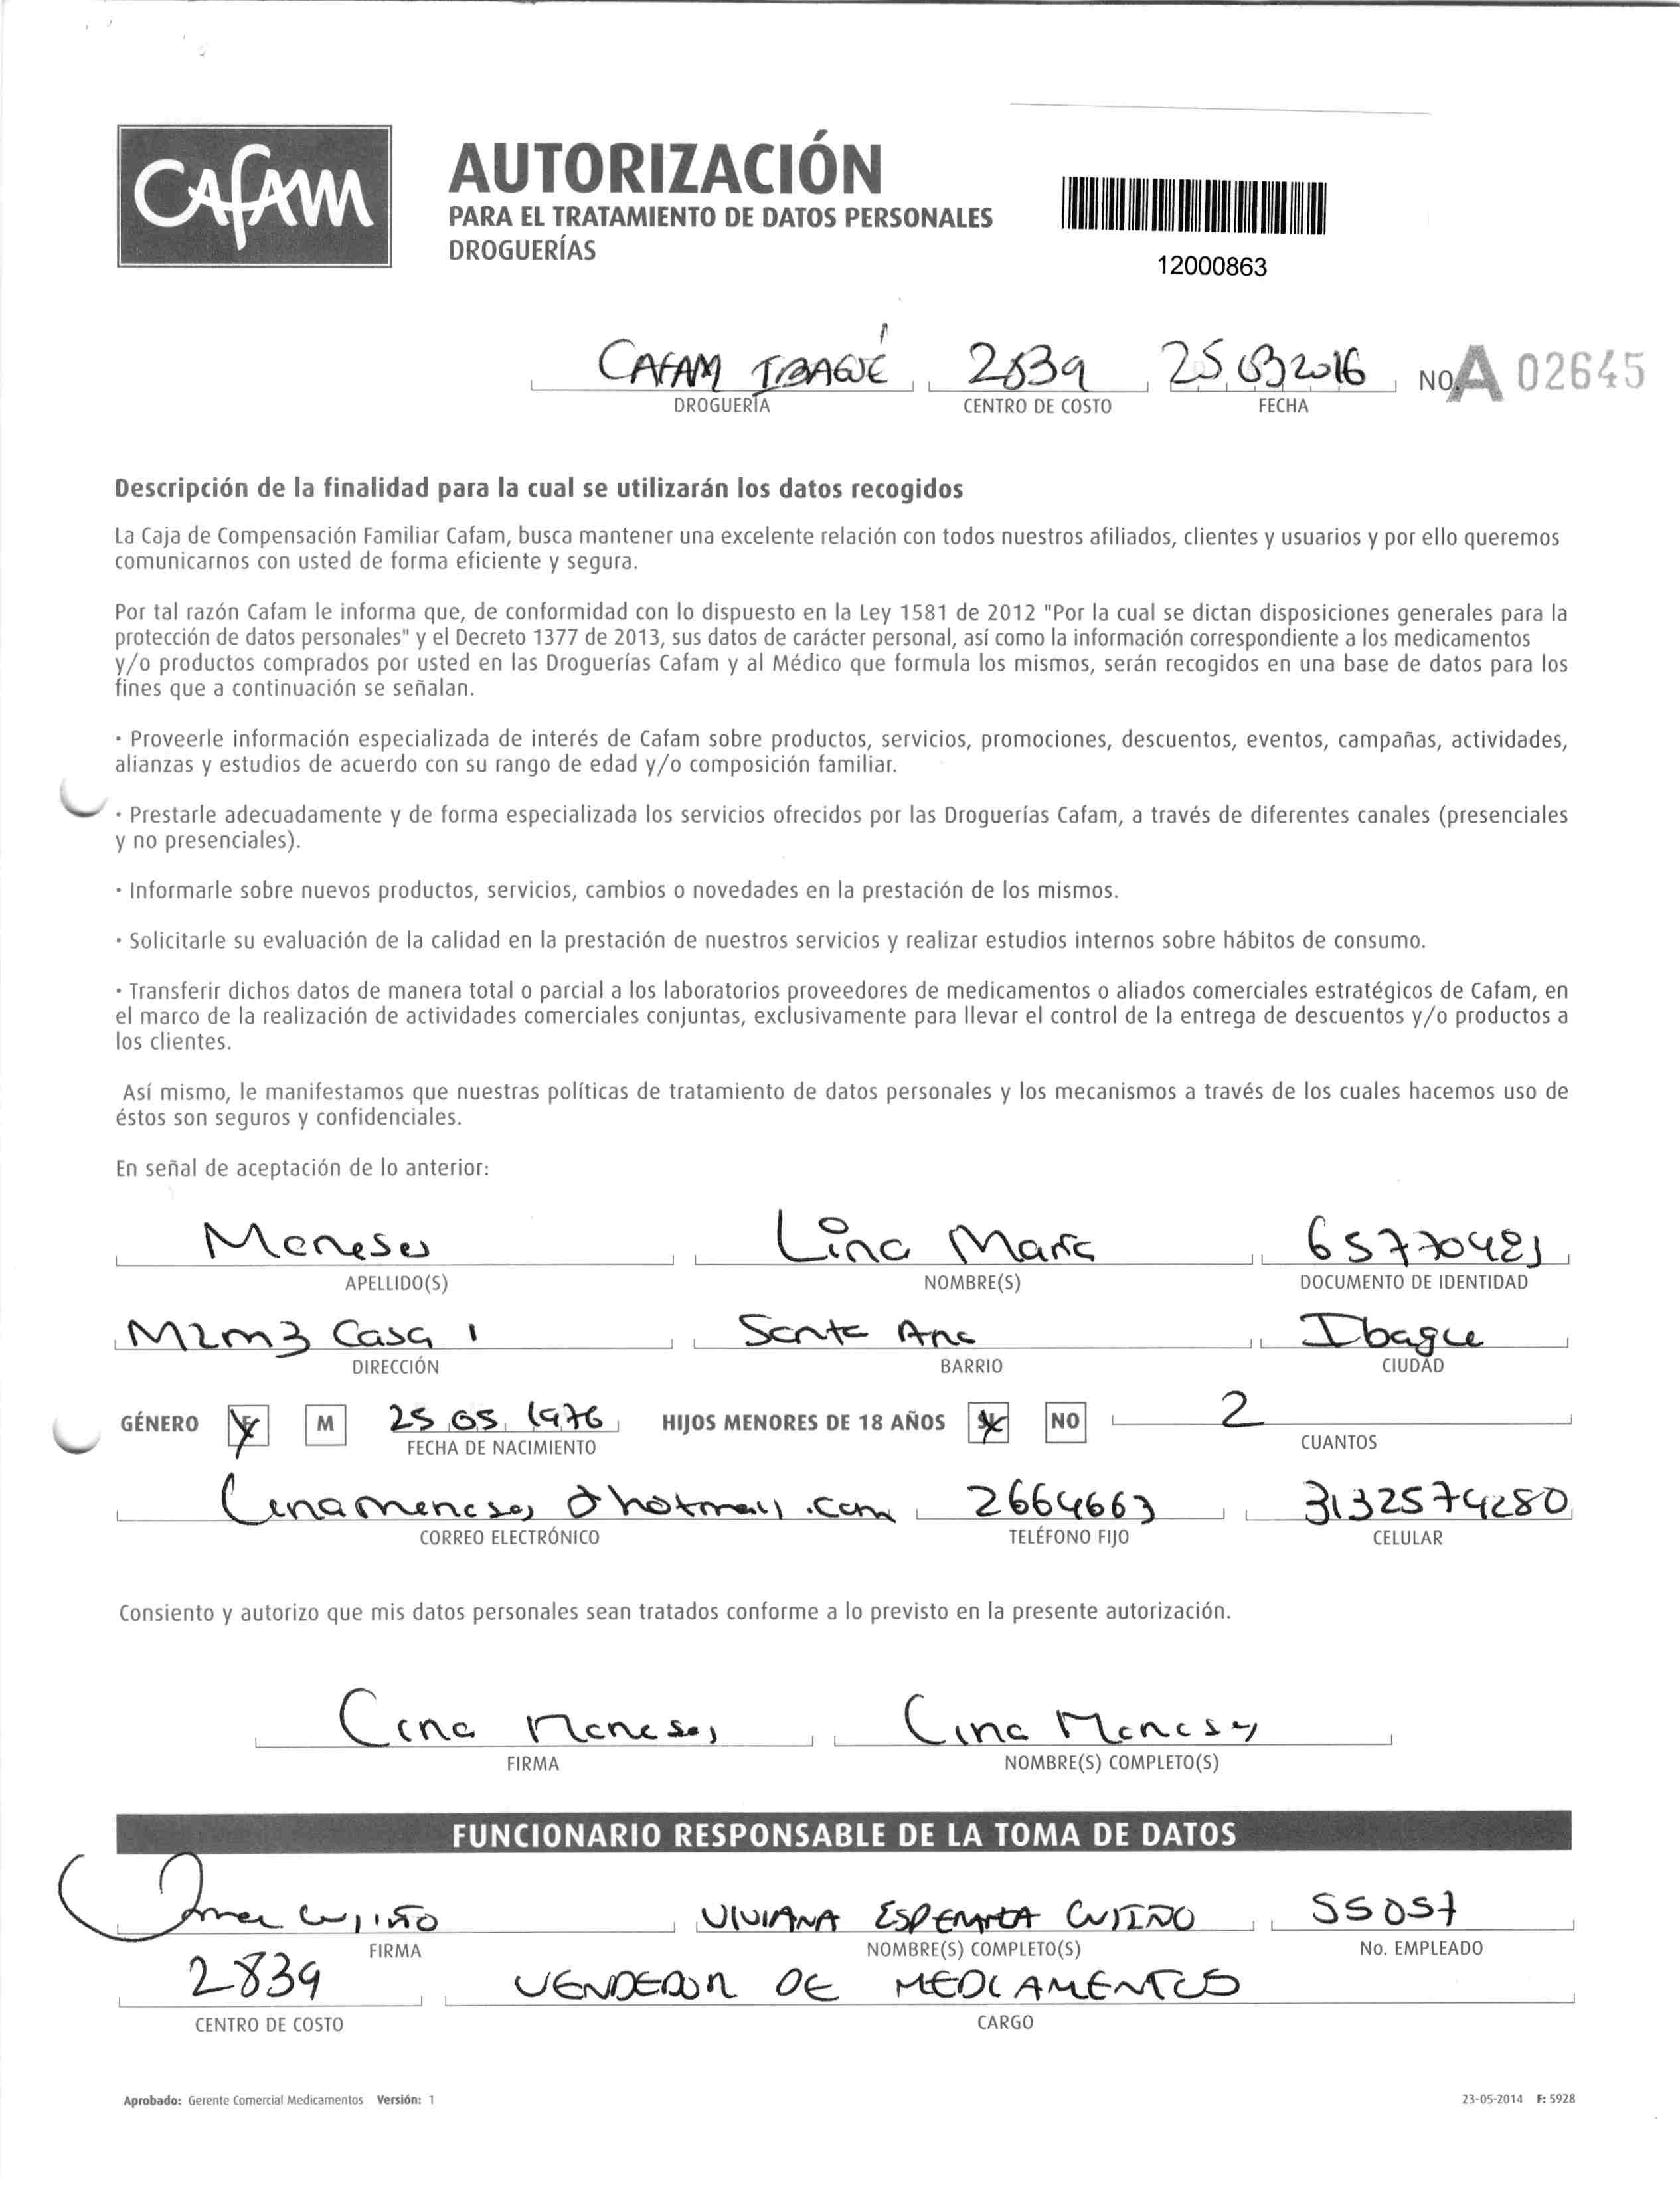 CAFAM
AUTORIZACIÓN
PARA EL TRATAMIENTO DE DATOS PERSONALES
DROGUERÍAS
12000863
CAFAM IBAGUÉ 2839 25 03 2016 NO. A 02645
DROGUERÍA CENTRO DE COSTO FECHA
Descripción de la finalidad para la cual se utilizarán los datos recogidos
La Caja de Compensación Familiar Cafam, busca mantener una excelente relación con todos nuestros afiliados, clientes y usuarios y por ello queremos
comunicarnos con usted de forma eficiente y segura.
Por tal razón Cafam le informa que, de conformidad con lo dispuesto en la Ley 1581 de 2012 "Por la cual se dictan disposiciones generales para la
protección de datos personales" y el Decreto 1377 de 2013, sus datos de carácter personal, así como la información correspondiente a los medicamentos
y/o productos comprados por usted en las Droguerías Cafam y al Médico que formula los mismos, serán recogidos en una base de datos para los
fines que a continuación se señalan.
· Proveerle información especializada de interés de Cafam sobre productos, servicios, promociones, descuentos, eventos, campañas, actividades,
alianzas y estudios de acuerdo con su rango de edad y/o composición familiar.
· Prestarle adecuadamente y de forma especializada los servicios ofrecidos por las Droguerías Cafam, a través de diferentes canales (presenciales
y no presenciales).
· Informarle sobre nuevos productos, servicios, cambios o novedades en la prestación de los mismos.
· Solicitarle su evaluación de la calidad en la prestación de nuestros servicios y realizar estudios internos sobre hábitos de consumo.
· Transferir dichos datos de manera total o parcial a los laboratorios proveedores de medicamentos o aliados comerciales estratégicos de Cafam, en
el marco de la realización de actividades comerciales conjuntas, exclusivamente para llevar el control de la entrega de descuentos y/o productos a
los clientes.
Así mismo, le manifestamos que nuestras políticas de tratamiento de datos personales y los mecanismos a través de los cuales hacemos uso de
éstos son seguros y confidenciales.
En señal de aceptación de lo anterior:
Meneses Lina Maria 65770481
APELLIDO(S) NOMBRE(S) DOCUMENTO DE IDENTIDAD
M2m3 Casa 1 Santa Ana Ibague
DIRECCIÓN BARRIO CIUDAD
GÉNERO M 25 05 1976 HIJOS MENORES DE 18 AÑOS NO 2
FECHA DE NACIMIENTO CUANTOS
Linameneses@hotmail.com 2664663 3132574280
CORREO ELECTRÓNICO TELÉFONO FIJO CELULAR
Consiento y autorizo que mis datos personales sean tratados conforme a lo previsto en la presente autorización.
Lina Meneses Lina Meneses
FIRMA NOMBRE(S) COMPLETO(S)
FUNCIONARIO RESPONSABLE DE LA TOMA DE DATOS
VIVIANA CUTIÑO 55057
FIRMA NOMBRE(S) COMPLETO(S) No. EMPLEADO
2839 VENDEDOR DE MEDICAMENTOS
CENTRO DE COSTO CARGO
Aprobado: Gerente Comercial Medicamentos Versión: 1 23-05-2014 F: 5928